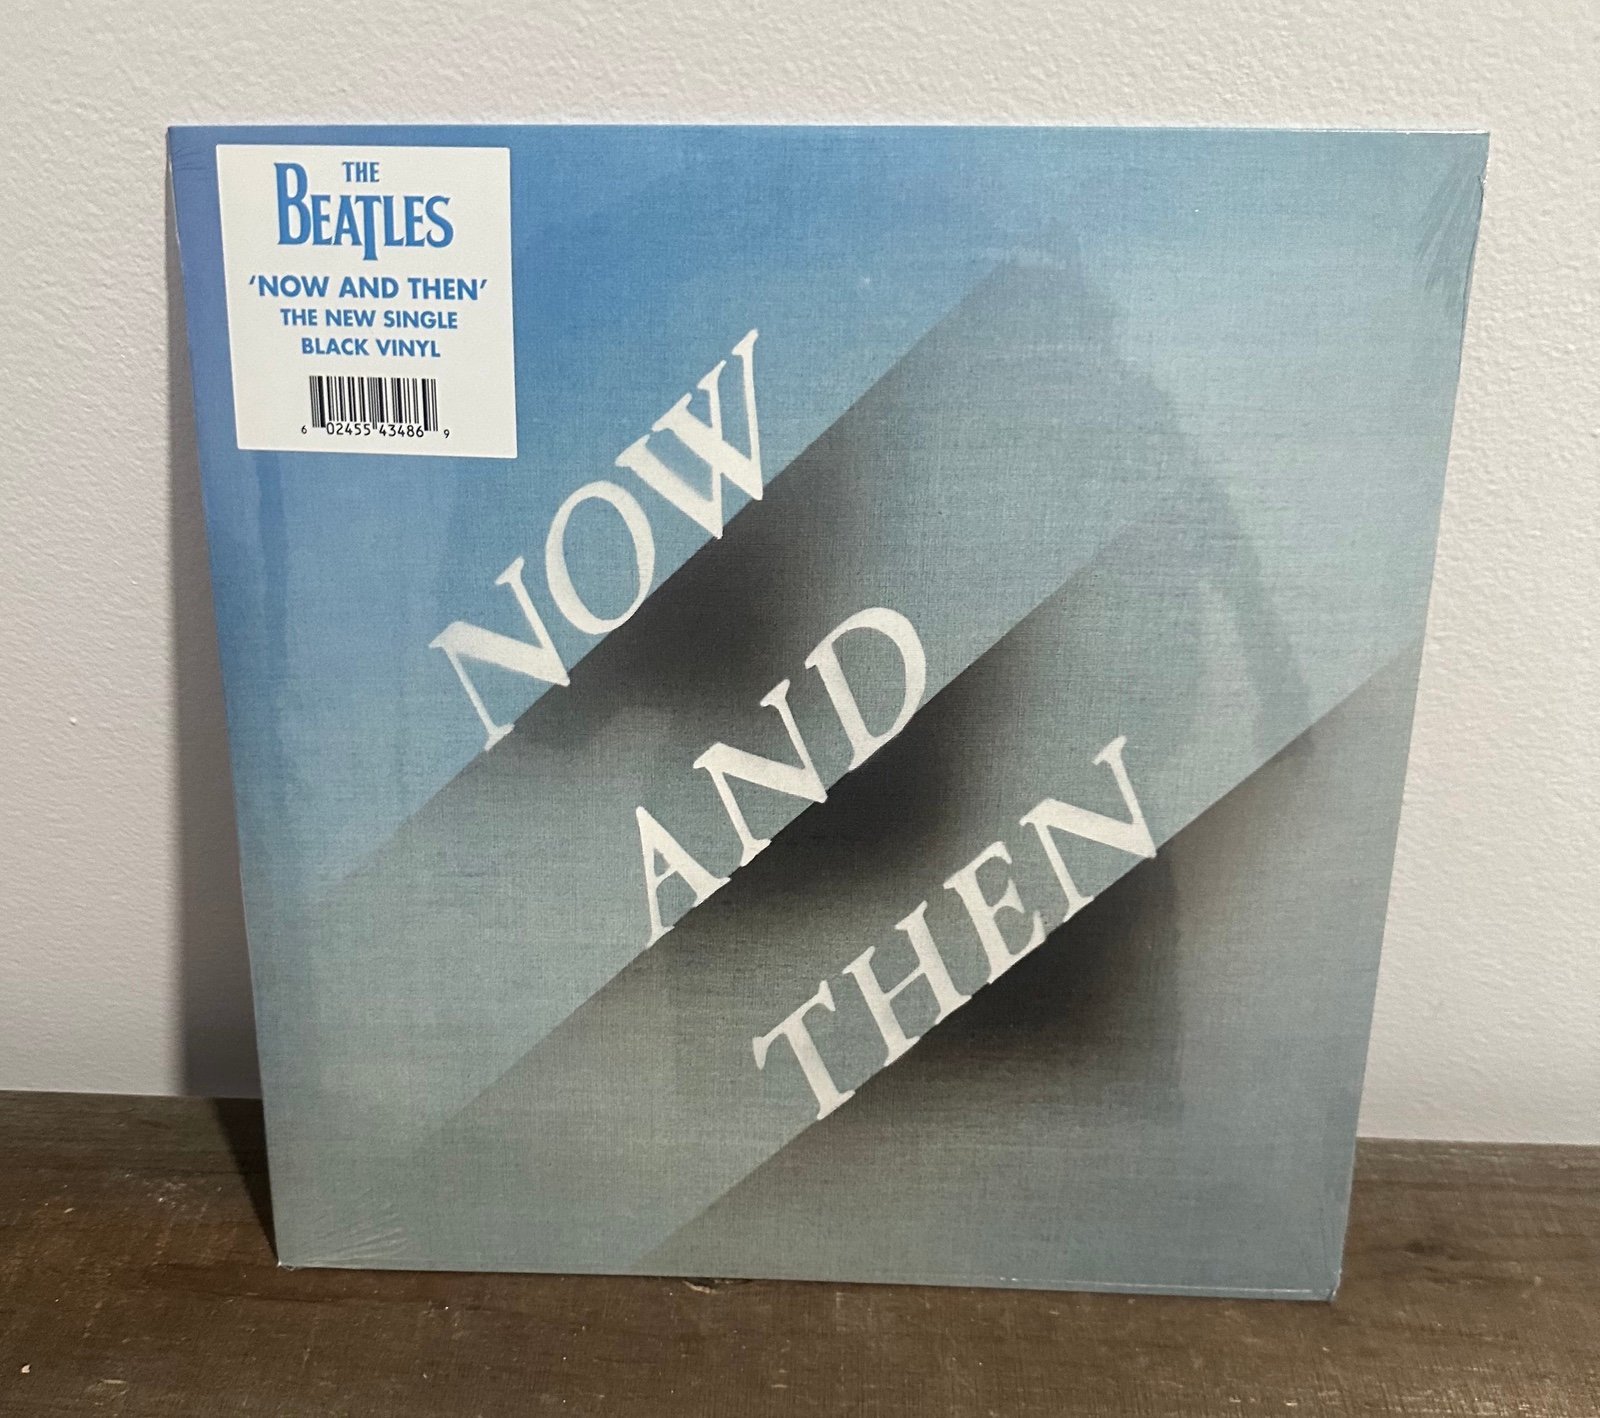 THE
BEATLES
'NOW AND THEN'
THE NEW SINGLE
BLACK VINYL
6 02455 43486 9
NOW
AND
THEN